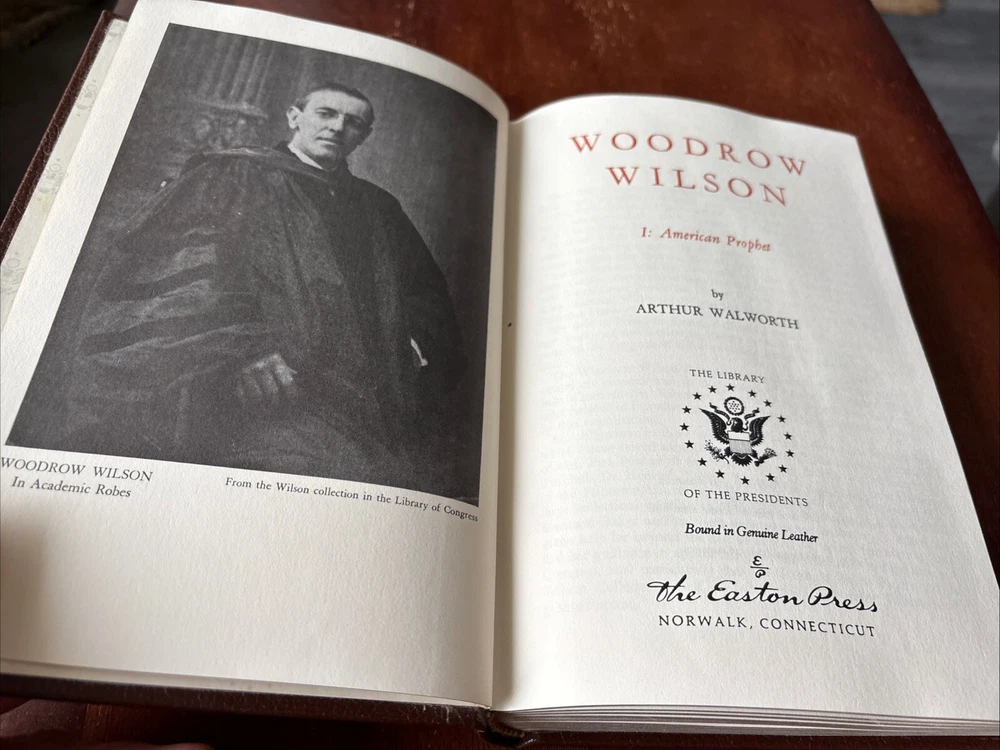 WOODROW WILSON
In Academic Robes
From the Wilson collection in the Library of Congress
WOODROW
WILSON
I: American Prophet
by
ARTHUR WALWORTH
THE LIBRARY
OF THE PRESIDENTS
Bound in Genuine Leather
E
P
The Easton Press
NORWALK, CONNECTICUT